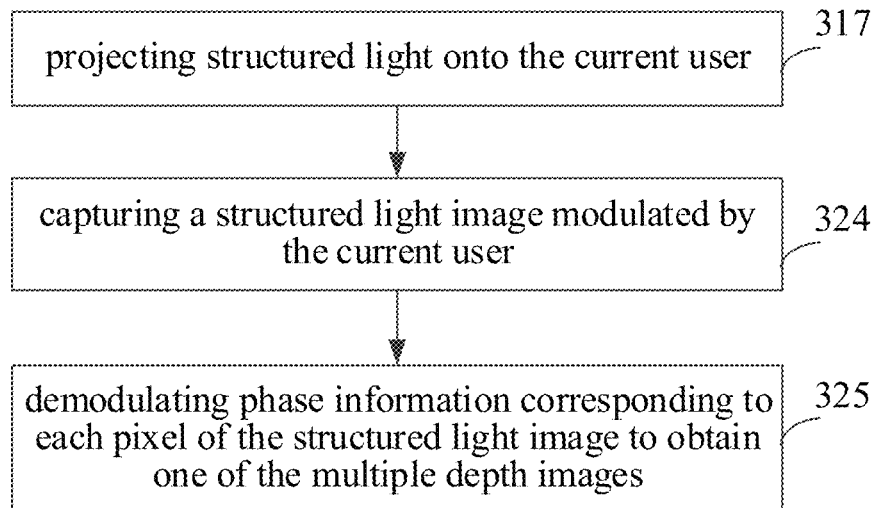 projecting structured light onto the current user
317
capturing a structured light image modulated by
the current user
324
demodulating phase information corresponding to
each pixel of the structured light image to obtain
one of the multiple depth images
325